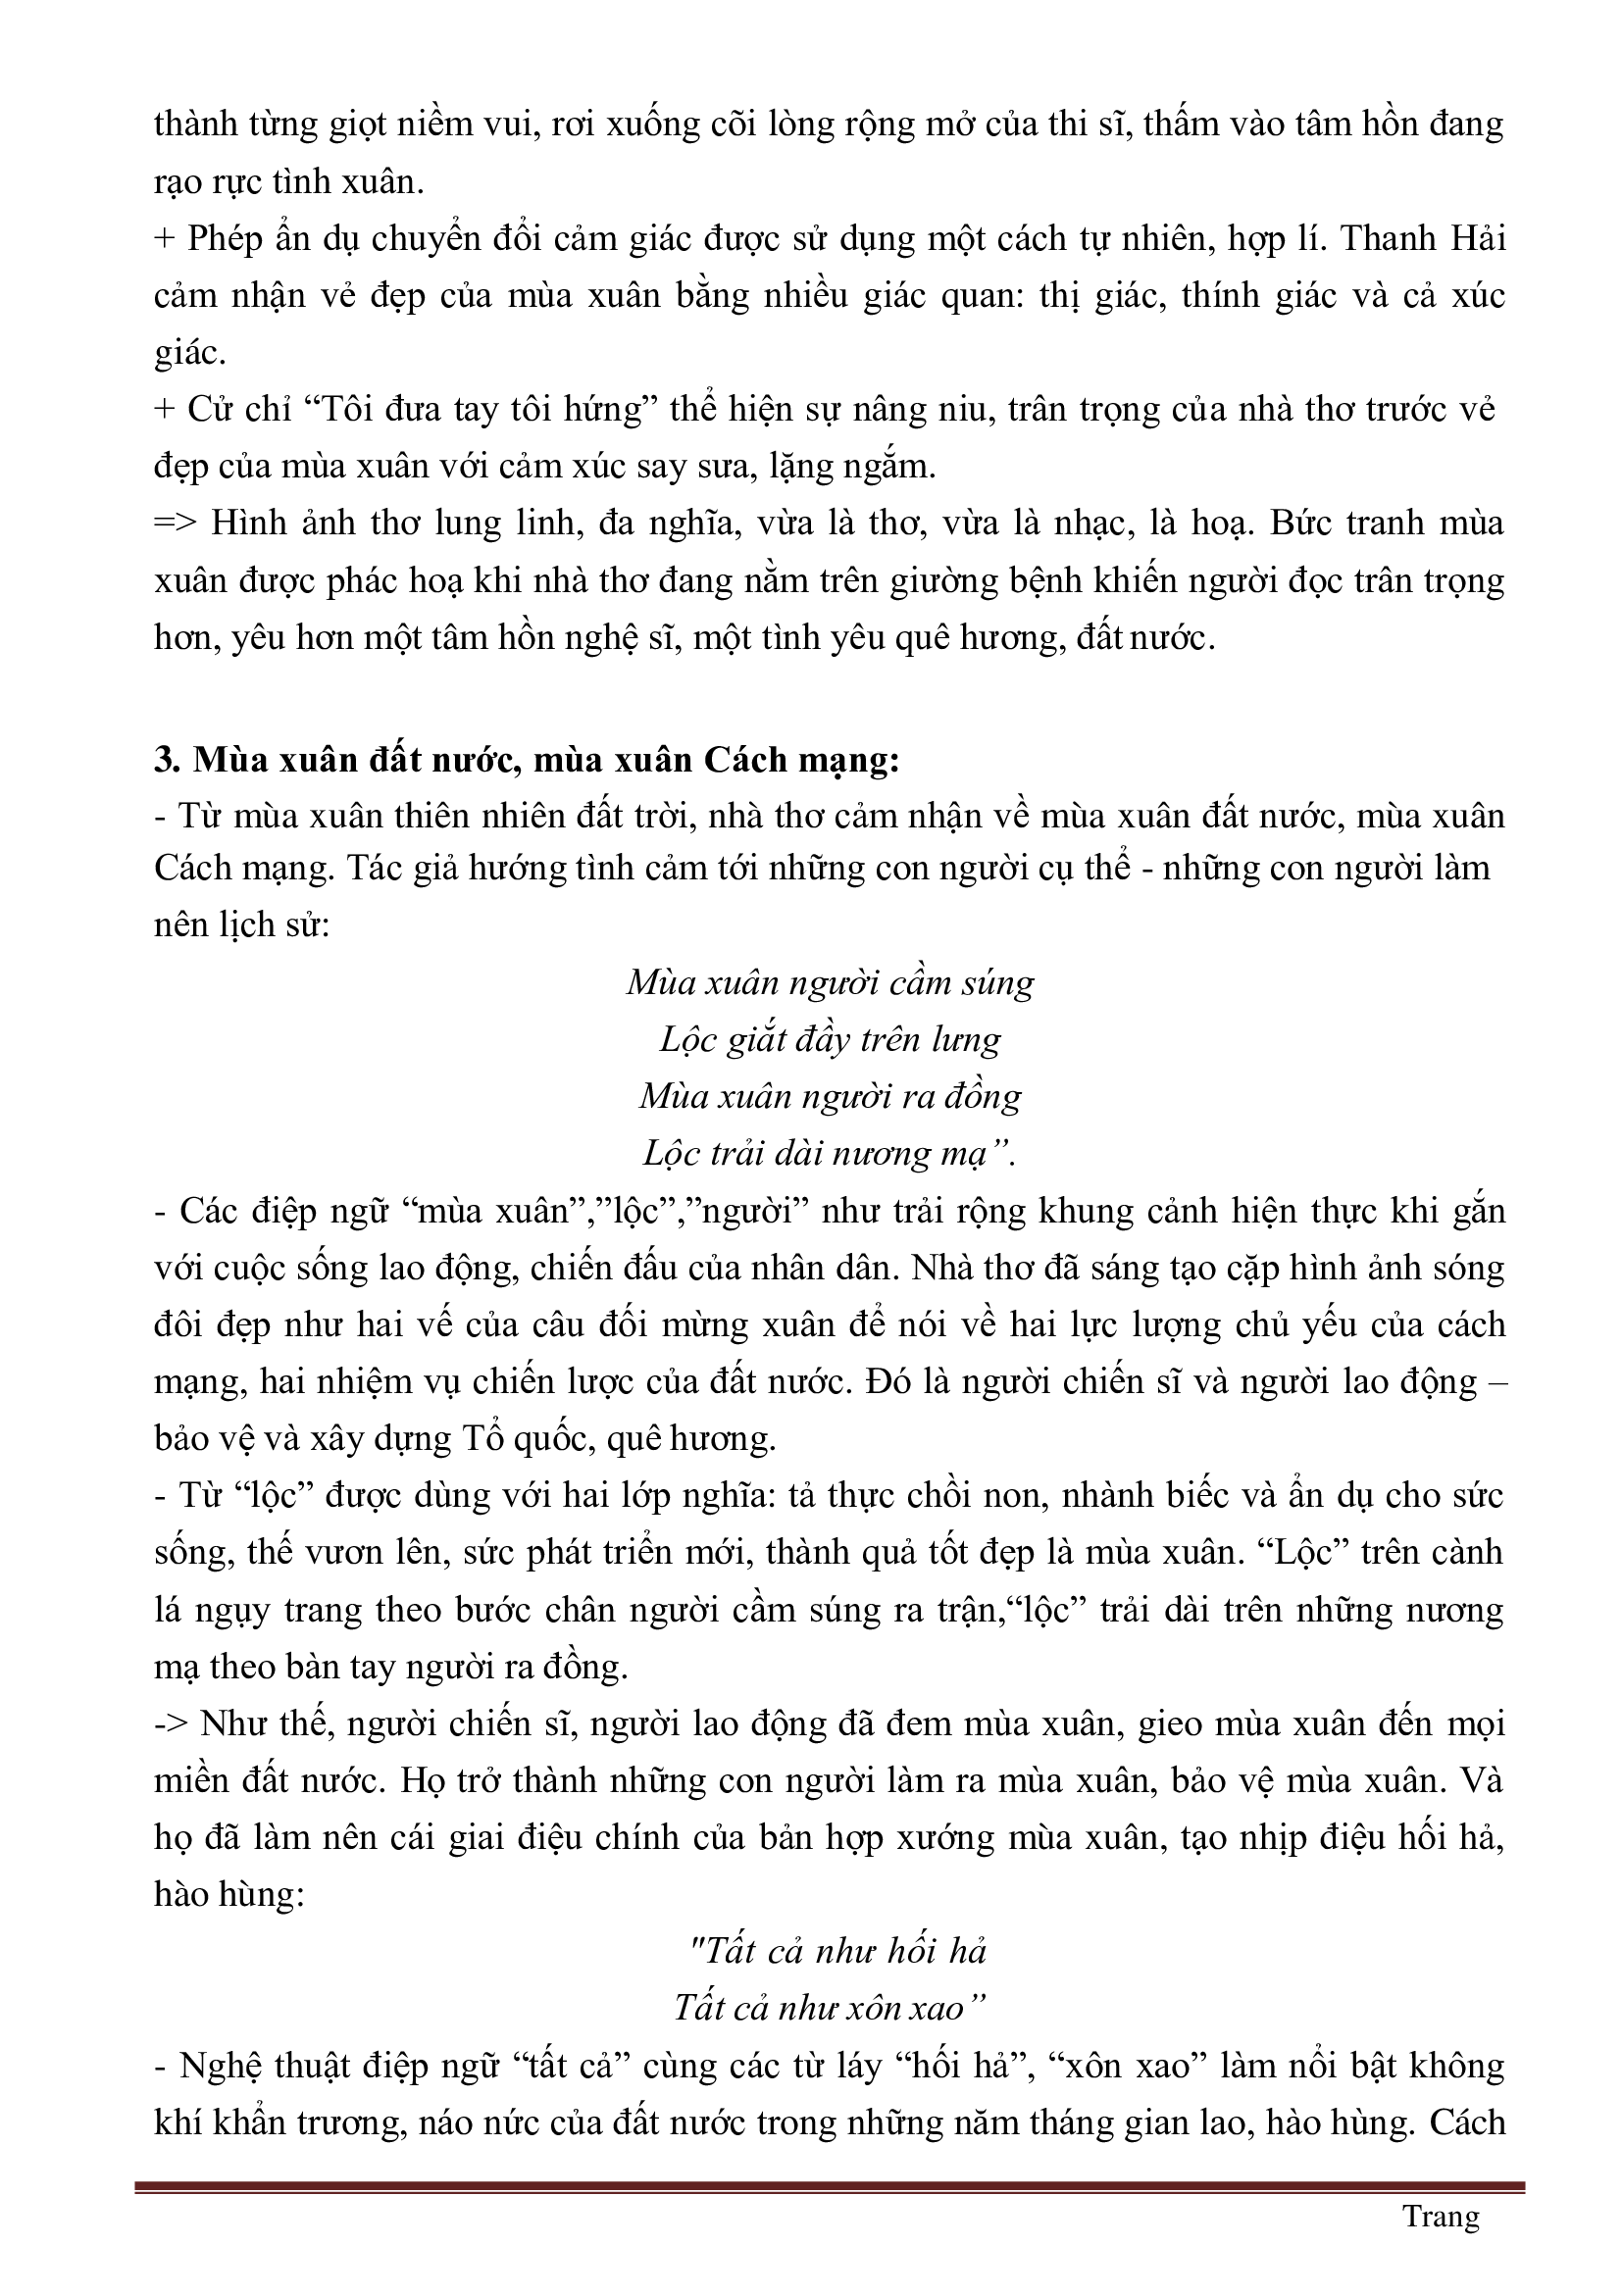 thành từng giọt niềm vui, rơi xuống cõi lòng rộng mở của thi sĩ, thấm vào tâm hồn đang
rạo rực tình xuân.
+ Phép ẩn dụ chuyển đổi cảm giác được sử dụng một cách tự nhiên, hợp lí. Thanh Hải
cảm nhận vẻ đẹp của mùa xuân bằng nhiều giác quan: thị giác, thính giác và cả xúc
giác.
+ Cử chỉ “Tôi đưa tay tôi hứng” thể hiện sự nâng niu, trân trọng của nhà thơ trước vẻ
đẹp của mùa xuân với cảm xúc say sưa, lặng ngắm.
=> Hình ảnh thơ lung linh, đa nghĩa, vừa là thơ, vừa là nhạc, là hoạ. Bức tranh mùa
xuân được phác hoạ khi nhà thơ đang nằm trên giường bệnh khiến người đọc trân trọng
hơn, yêu hơn một tâm hồn nghệ sĩ, một tình yêu quê hương, đất nước.
3. Mùa xuân đất nước, mùa xuân Cách mạng:
- Từ mùa xuân thiên nhiên đất trời, nhà thơ cảm nhận về mùa xuân đất nước, mùa xuân
Cách mạng. Tác giả hướng tình cảm tới những con người cụ thể - những con người làm
nên lịch sử:
Mùa xuân người cầm súng
Lộc giắt đầy trên lưng
Mùa xuân người ra đồng
Lộc trải dài nương mạ”.
- Các điệp ngữ “mùa xuân”,”lộc”,”người” như trải rộng khung cảnh hiện thực khi gắn
với cuộc sống lao động, chiến đấu của nhân dân. Nhà thơ đã sáng tạo cặp hình ảnh sóng
đôi đẹp như hai vế của câu đối mừng xuân để nói về hai lực lượng chủ yếu của cách
mạng, hai nhiệm vụ chiến lược của đất nước. Đó là người chiến sĩ và người lao động –
bảo vệ và xây dựng Tổ quốc, quê hương.
- Từ “lộc” được dùng với hai lớp nghĩa: tả thực chồi non, nhành biếc và ẩn dụ cho sức
sống, thế vươn lên, sức phát triển mới, thành quả tốt đẹp là mùa xuân. “Lộc” trên cành
lá ngụy trang theo bước chân người cầm súng ra trận,“lộc” trải dài trên những nương
mạ theo bàn tay người ra đồng.
-> Như thế, người chiến sĩ, người lao động đã đem mùa xuân, gieo mùa xuân đến mọi
miền đất nước. Họ trở thành những con người làm ra mùa xuân, bảo vệ mùa xuân. Và
họ đã làm nên cái giai điệu chính của bản hợp xướng mùa xuân, tạo nhịp điệu hối hả,
hào hùng:
"Tất cả như hối hả
Tất cả như xôn xao”
- Nghệ thuật điệp ngữ “tất cả” cùng các từ láy “hối hả”, “xôn xao” làm nổi bật không
khí khẩn trương, náo nức của đất nước trong những năm tháng gian lao, hào hùng. Cách
Trang